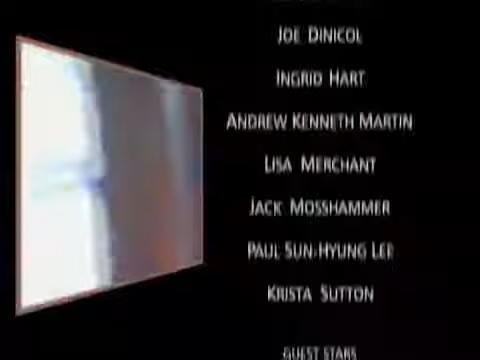 JOE DINICOL
INGRID HART
ANDREW KENNETH MARTIN
LISA MERCHANT
JACK MOSSHAMMER
PAUL SUN-HYUNG LEE
KRISTA SUTTON
GUEST STARS